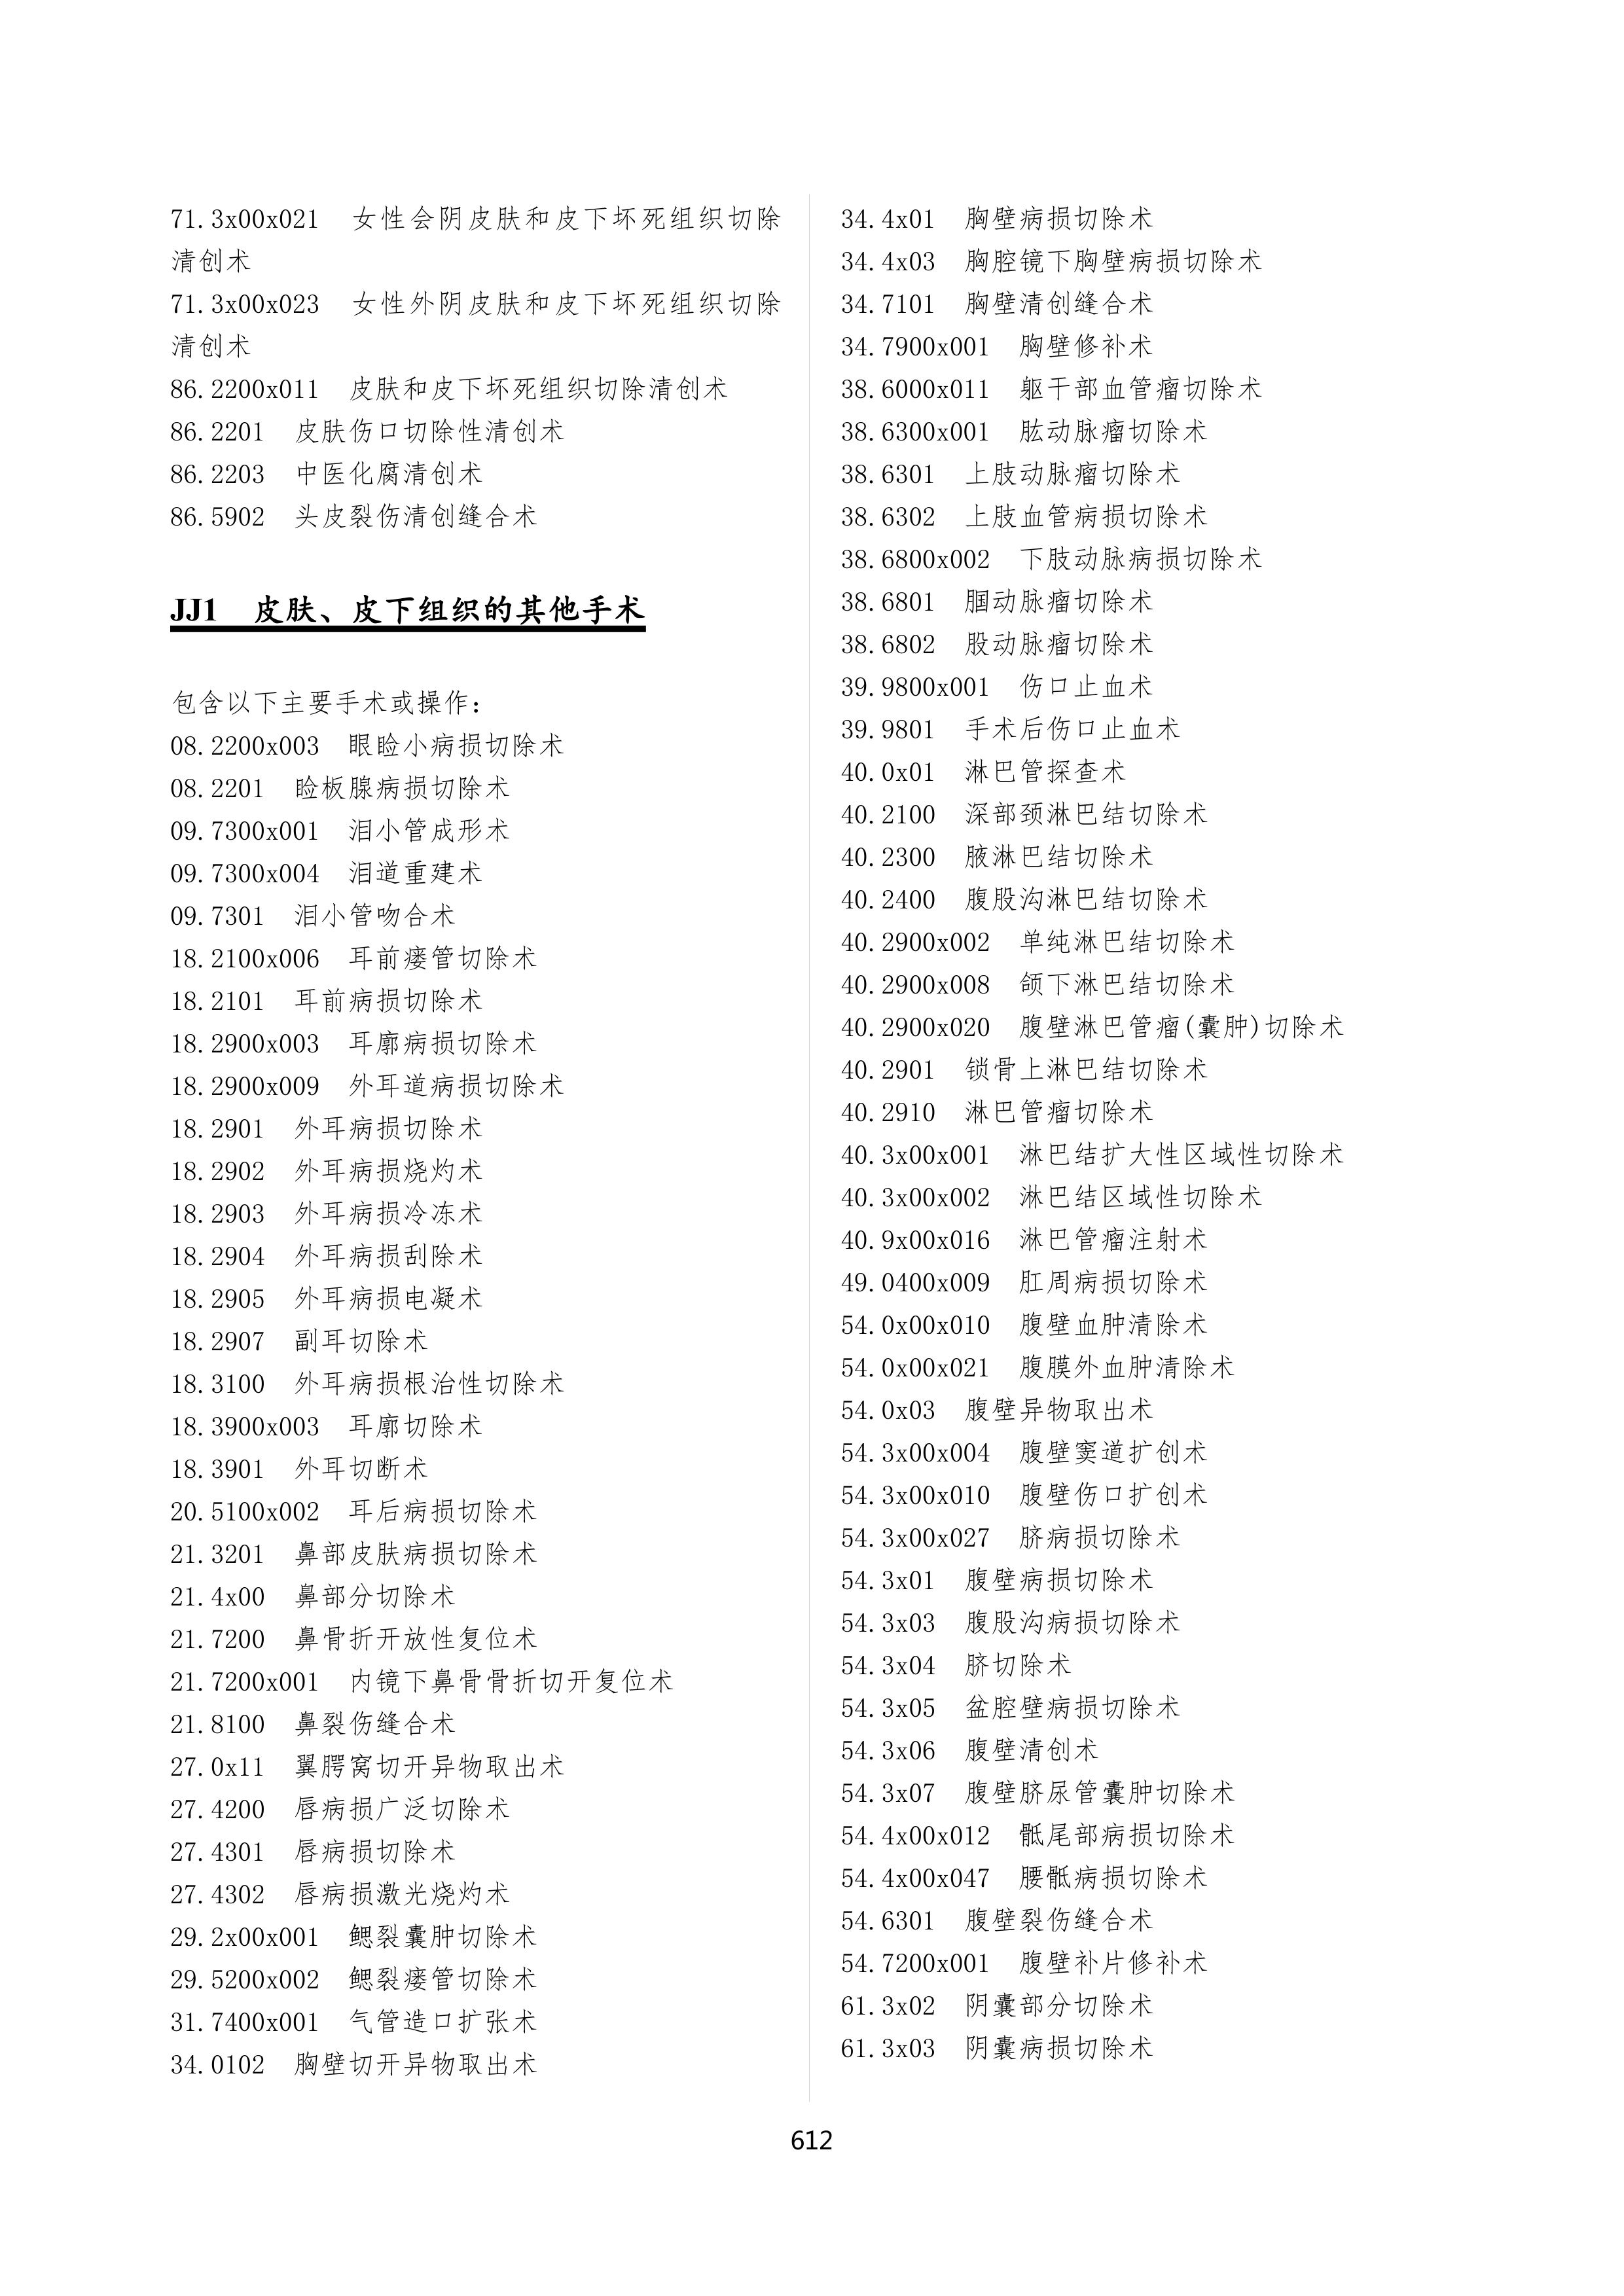 71.3x00x021 女性会阴皮肤和皮下坏死组织切除
清创术
71.3x00x023 女性外阴皮肤和皮下坏死组织切除
清创术
86.2200x011 皮肤和皮下坏死组织切除清创术
86.2201 皮肤伤口切除性清创术
86.2203 中医化腐清创术
86.5902 头皮裂伤清创缝合术
JJ1 皮肤、皮下组织的其他手术
包含以下主要手术或操作：
08.2200x003 眼睑小病损切除术
08.2201 睑板腺病损切除术
09.7300x001 泪小管成形术
09.7300x004 泪道重建术
09.7301 泪小管吻合术
18.2100x006 耳前瘘管切除术
18.2101 耳前病损切除术
18.2900x003 耳廓病损切除术
18.2900x009 外耳道病损切除术
18.2901 外耳病损切除术
18.2902 外耳病损烧灼术
18.2903 外耳病损冷冻术
18.2904 外耳病损刮除术
18.2905 外耳病损电凝术
18.2907 副耳切除术
18.3100 外耳病损根治性切除术
18.3900x003 耳廓切除术
18.3901 外耳切断术
20.5100x002 耳后病损切除术
21.3201 鼻部皮肤病损切除术
21.4x00 鼻部分切除术
21.7200 鼻骨折开放性复位术
21.7200x001 内镜下鼻骨骨折切开复位术
21.8100 鼻裂伤缝合术
27.0x11 翼腭窝切开异物取出术
27.4200 唇病损广泛切除术
27.4301 唇病损切除术
27.4302 唇病损激光烧灼术
29.2x00x001 鳃裂囊肿切除术
29.5200x002 鳃裂瘘管切除术
31.7400x001 气管造口扩张术
34.0102 胸壁切开异物取出术
34.4x01 胸壁病损切除术
34.4x03 胸腔镜下胸壁病损切除术
34.7101 胸壁清创缝合术
34.7900x001 胸壁修补术
38.6000x011 躯干部血管瘤切除术
38.6300x001 肱动脉瘤切除术
38.6301 上肢动脉瘤切除术
38.6302 上肢血管病损切除术
38.6800x002 下肢动脉病损切除术
38.6801 腘动脉瘤切除术
38.6802 股动脉瘤切除术
39.9800x001 伤口止血术
39.9801 手术后伤口止血术
40.0x01 淋巴管探查术
40.2100 深部颈淋巴结切除术
40.2300 腋淋巴结切除术
40.2400 腹股沟淋巴结切除术
40.2900x002 单纯淋巴结切除术
40.2900x008 颌下淋巴结切除术
40.2900x020 腹壁淋巴管瘤(囊肿)切除术
40.2901 锁骨上淋巴结切除术
40.2910 淋巴管瘤切除术
40.3x00x001 淋巴结扩大性区域性切除术
40.3x00x002 淋巴结区域性切除术
40.9x00x016 淋巴管瘤注射术
49.0400x009 肛周病损切除术
54.0x00x010 腹壁血肿清除术
54.0x00x021 腹膜外血肿清除术
54.0x03 腹壁异物取出术
54.3x00x004 腹壁窦道扩创术
54.3x00x010 腹壁伤口扩创术
54.3x00x027 脐病损切除术
54.3x01 腹壁病损切除术
54.3x03 腹股沟病损切除术
54.3x04 脐切除术
54.3x05 盆腔壁病损切除术
54.3x06 腹壁清创术
54.3x07 腹壁脐尿管囊肿切除术
54.4x00x012 骶尾部病损切除术
54.4x00x047 腰骶病损切除术
54.6301 腹壁裂伤缝合术
54.7200x001 腹壁补片修补术
61.3x02 阴囊部分切除术
61.3x03 阴囊病损切除术
612